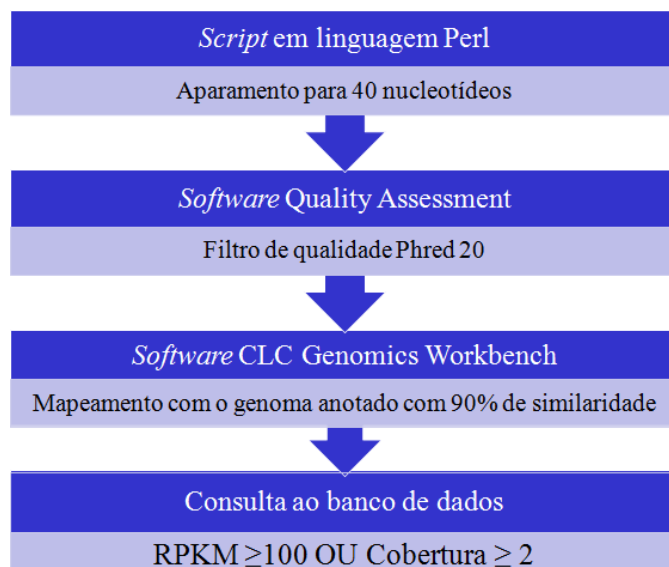 Script em linguagem Perl
Aparamento para 40 nucleotídeos
Software Quality Assessment
Filtro de qualidade Phred 20
Software CLC Genomics Workbench
Mapeamento com o genoma anotado com 90% de similaridade
Consulta ao banco de dados
RPKM ≥100 OU Cobertura ≥ 2